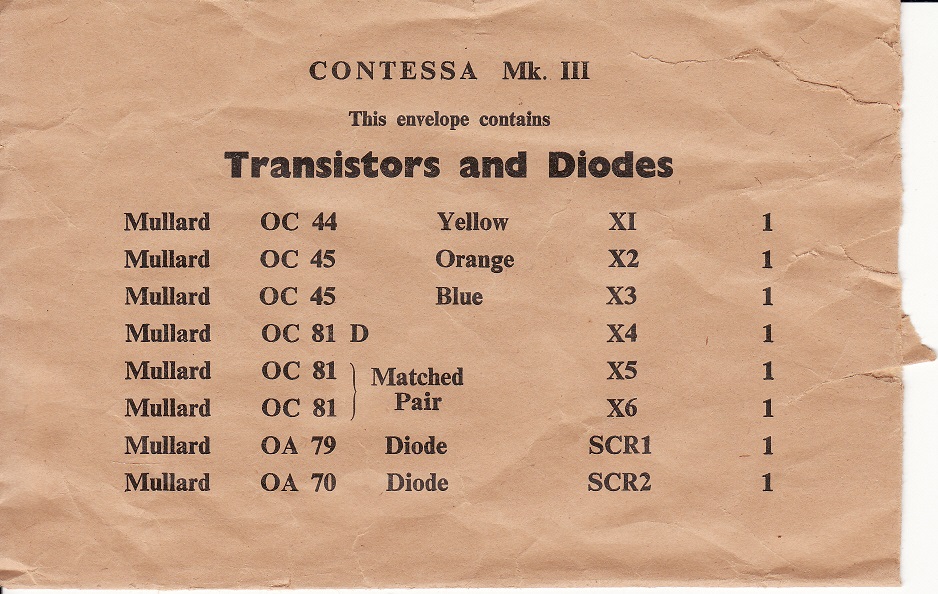 CONTESSA Mk. III
This envelope contains
Transistors and Diodes
Mullard OC 44 Yellow XI 1
Mullard OC 45 Orange X2 1
Mullard OC 45 Blue X3 1
Mullard OC 81 D X4 1
Mullard OC 81 Matched X5 1
Mullard OC 81 Pair X6 1
Mullard OA 79 Diode SCR1 1
Mullard OA 70 Diode SCR2 1